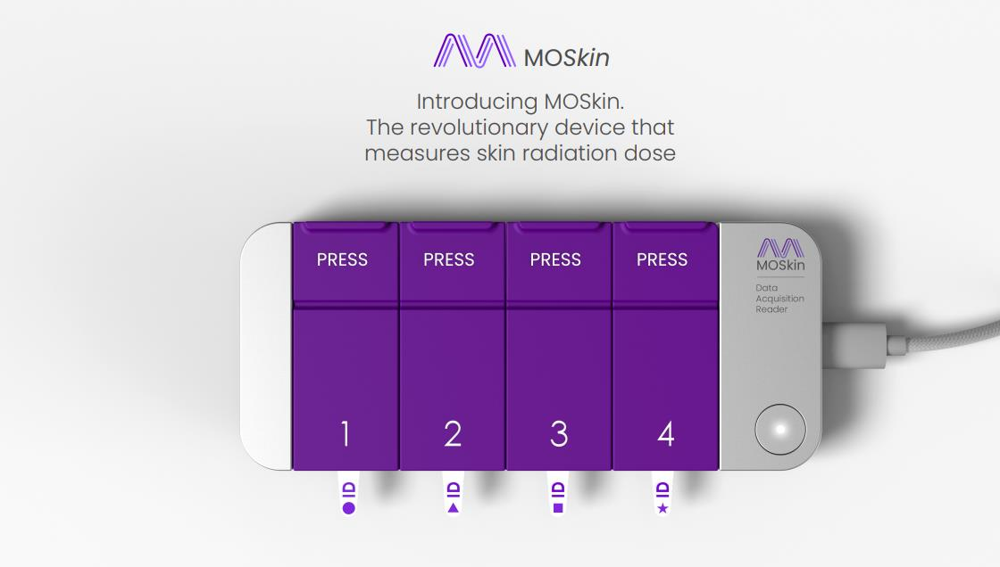 MOSkin
Introducing MOSkin.
The revolutionary device that
measures skin radiation dose
PRESS PRESS PRESS PRESS
MOSkin
Data
Acquisition
Reader
1 2 3 4
ID ID ID ID